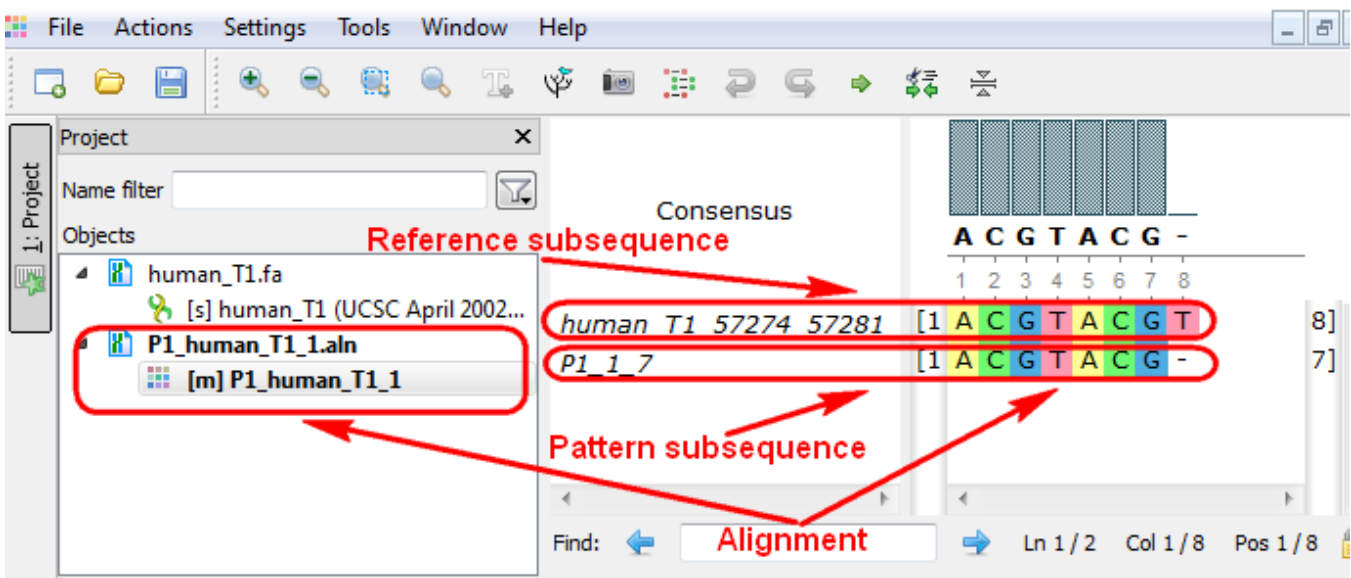 File Actions Settings Tools Window Help
1: Project
Project
Name filter
Objects
human_T1.fa
[s] human_T1 (UCSC April 2002...
P1_human_T1_1.aln
[m] P1_human_T1_1
Consensus
Reference subsequence
A C G T A C G -
1 2 3 4 5 6 7 8
human_T1_57274_57281 [1 A C G T A C G T 8]
P1_1_7 [1 A C G T A C G - 7]
Pattern subsequence
Alignment
Find: Ln 1 / 2 Col 1 / 8 Pos 1 / 8